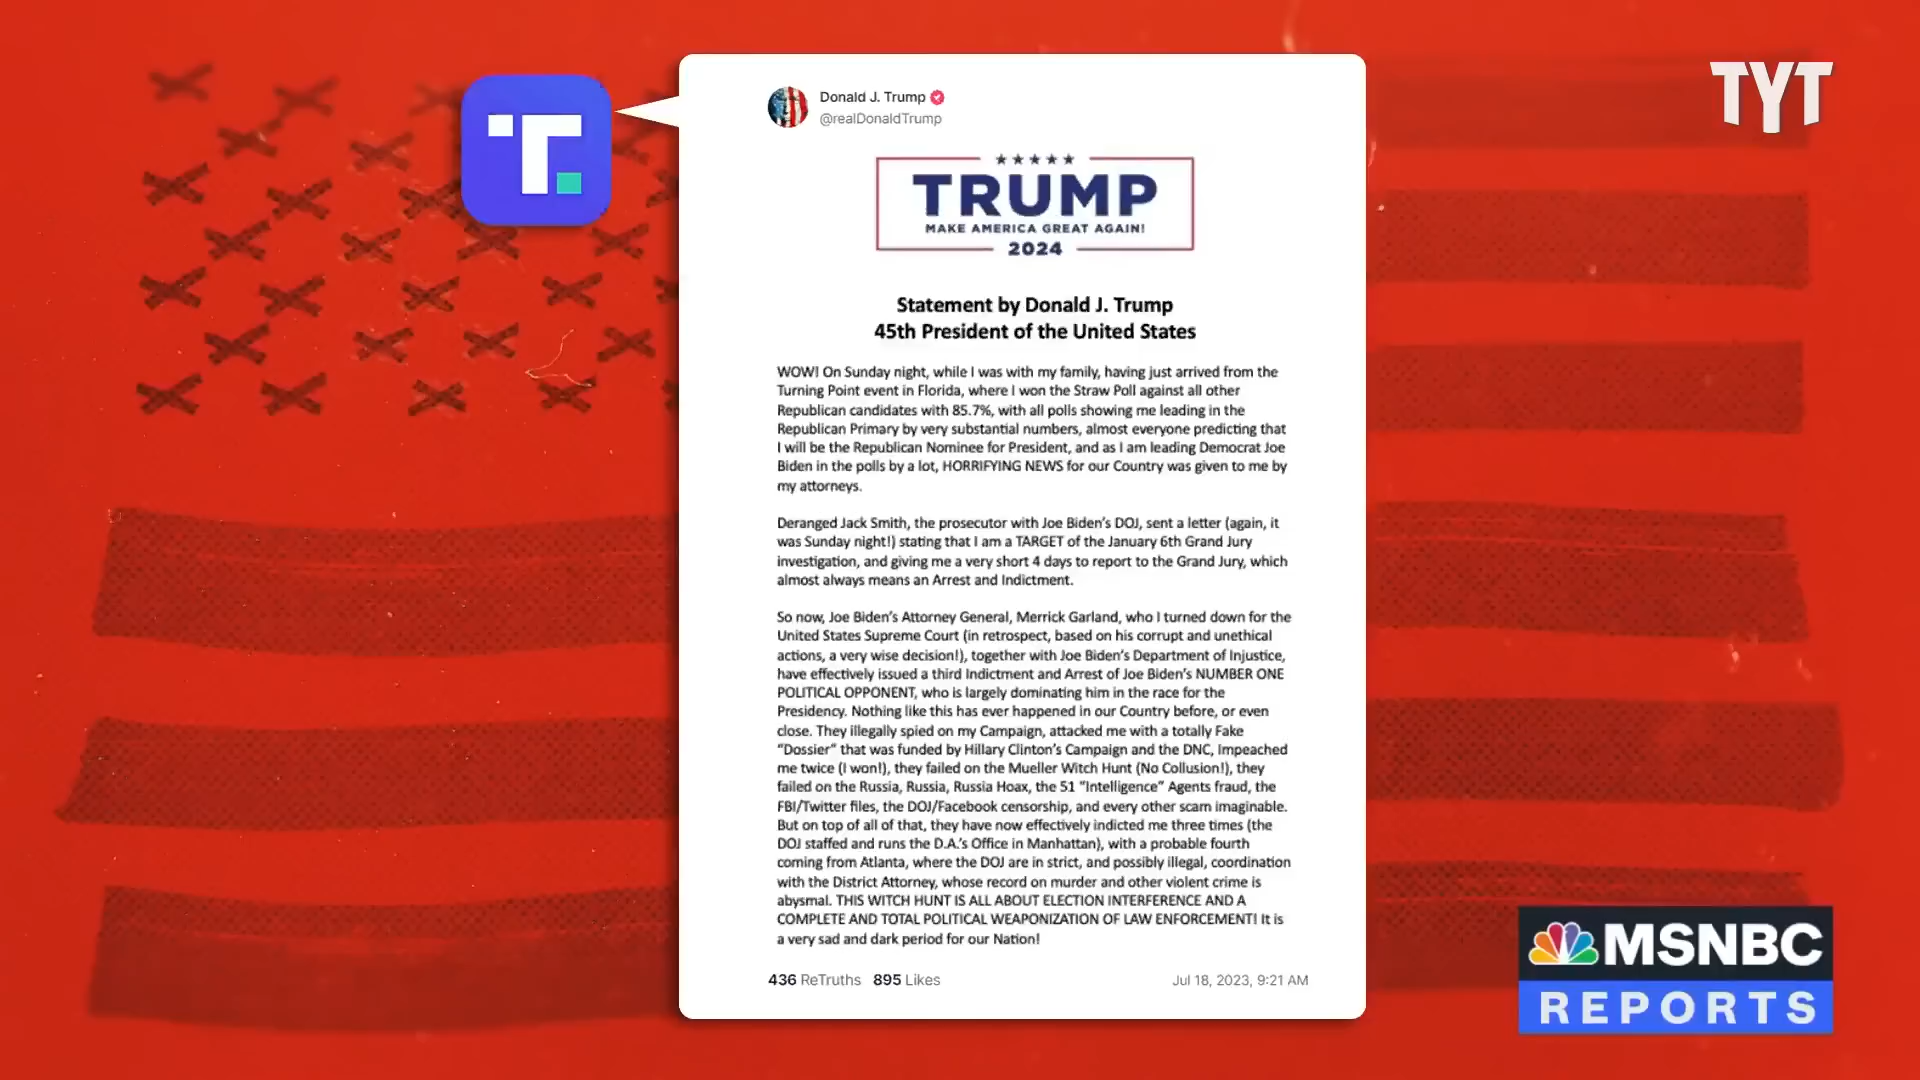 TYT
T.
Donald J. Trump
@realDonaldTrump
TRUMP
MAKE AMERICA GREAT AGAIN!
2024
Statement by Donald J. Trump
45th President of the United States
WOW! On Sunday night, while I was with my family, having just arrived from the
Turning Point event in Florida, where I won the Straw Poll against all other
Republican candidates with 85.7%, with all polls showing me leading in the
Republican Primary by very substantial numbers, almost everyone predicting that
I will be the Republican Nominee for President, and as I am leading Democrat Joe
Biden in the polls by a lot, HORRIFYING NEWS for our Country was given to me by
my attorneys.
Deranged Jack Smith, the prosecutor with Joe Biden's DOJ, sent a letter (again, it
was Sunday night!) stating that I am a TARGET of the January 6th Grand Jury
investigation, and giving me a very short 4 days to report to the Grand Jury, which
almost always means an Arrest and Indictment.
So now, Joe Biden's Attorney General, Merrick Garland, who I turned down for the
United States Supreme Court (in retrospect, based on his corrupt and unethical
actions, a very wise decision!), together with Joe Biden's Department of Injustice,
have effectively issued a third Indictment and Arrest of Joe Biden's NUMBER ONE
POLITICAL OPPONENT, who is largely dominating him in the race for the
Presidency. Nothing like this has ever happened in our Country before, or even
close. They illegally spied on my Campaign, attacked me with a totally Fake
"Dossier" that was funded by Hillary Clinton's Campaign and the DNC, Impeached
me twice (I won!), they failed on the Mueller Witch Hunt (No Collusion!), they
failed on the Russia, Russia, Russia Hoax, the 51 "Intelligence" Agents fraud, the
FBI/Twitter files, the DOJ/Facebook censorship, and every other scam imaginable.
But on top of all of that, they have now effectively indicted me three times (the
DOJ staffed and runs the D.A.'s Office in Manhattan), with a probable fourth
coming from Atlanta, where the DOJ are in strict, and possibly illegal, coordination
with the District Attorney, whose record on murder and other violent crime is
abysmal. THIS WITCH HUNT IS ALL ABOUT ELECTION INTERFERENCE AND A
COMPLETE AND TOTAL POLITICAL WEAPONIZATION OF LAW ENFORCEMENT! It is
a very sad and dark period for our Nation!
436 ReTruths 895 Likes
Jul 18, 2023, 9:21 AM
MSNBC
REPORTS